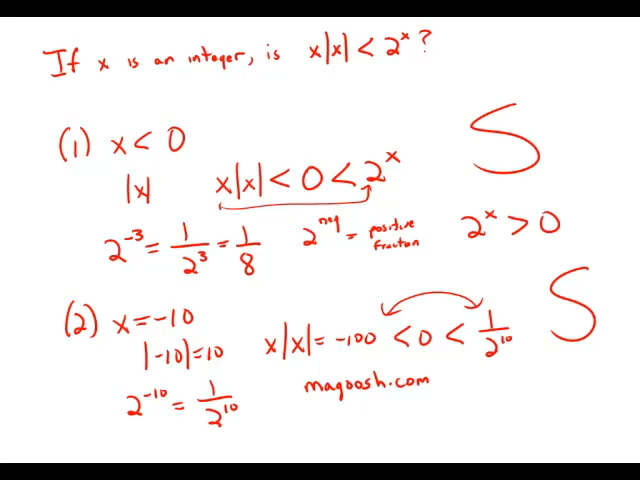 If x is an integer, is x|x| < 2^x ?
(1) x < 0
S
|x| x|x| < 0 < 2^x
2^-3 = 1/2^3 = 1/8
2^neg = positive fraction
2^x > 0
(2) x = -10
S
|-10| = 10
x|x| = -100 < 0 < 1/2^10
2^-10 = 1/2^10
magoosh.com